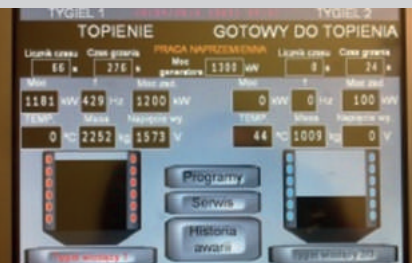 TYGIEL 1 TYGIEL 2
TOPIENIE GOTOWY DO TOPIENIA
PRACA NAPRZEMIENNA
Licznik czasu Czas grzania Moc generatora 1300 kW Licznik czasu Czas grzania
66 s 276 s 8 s 24 s
Moc f Moc zad. Moc f Moc zad.
1181 kW 429 Hz 1200 kW 0 kW 0 Hz 100 kW
TEMP. Masa Napięcie wy. TEMP. Masa Napięcie wy.
0 °C 2252 kg 1573 V 44 °C 1009 kg 0 V
Programy
Serwis
Historia
awarii